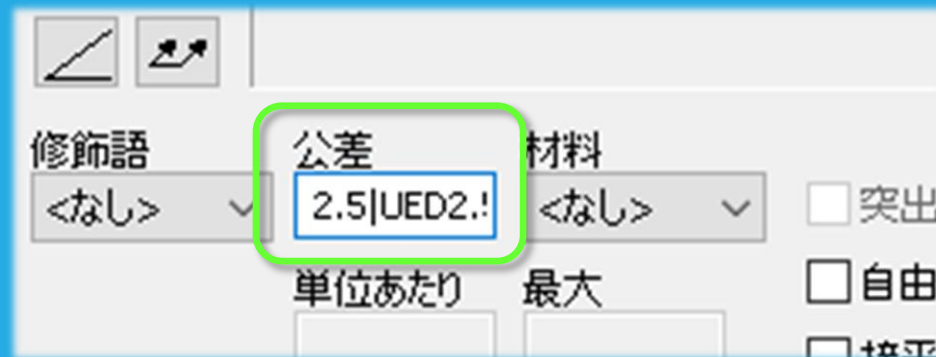 修飾語 公差 材料
<なし> 2.5|UED2. <なし> 突出
単位あたり 最大 自由